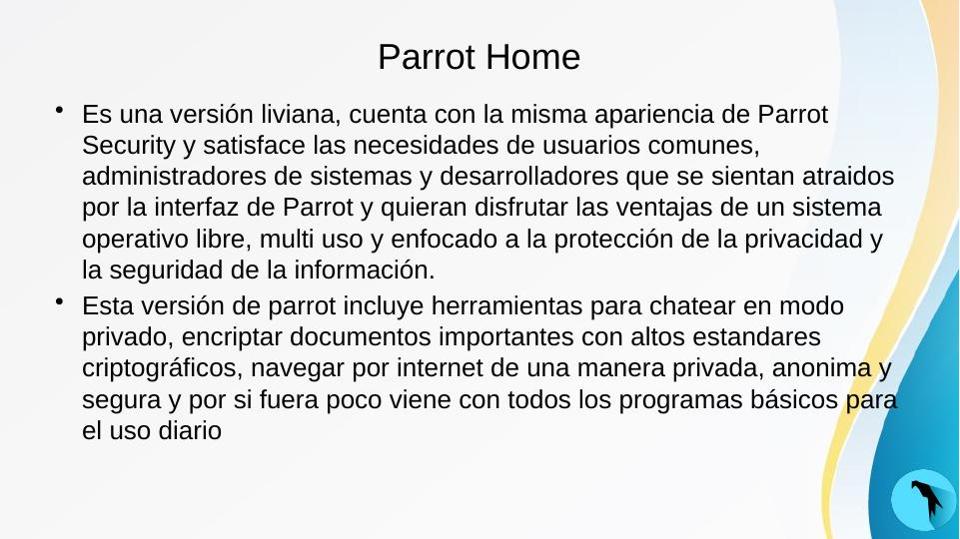 Parrot Home
• Es una versión liviana, cuenta con la misma apariencia de Parrot
Security y satisface las necesidades de usuarios comunes,
administradores de sistemas y desarrolladores que se sientan atraidos
por la interfaz de Parrot y quieran disfrutar las ventajas de un sistema
operativo libre, multi uso y enfocado a la protección de la privacidad y
la seguridad de la información.
• Esta versión de parrot incluye herramientas para chatear en modo
privado, encriptar documentos importantes con altos estandares
criptográficos, navegar por internet de una manera privada, anonima y
segura y por si fuera poco viene con todos los programas básicos para
el uso diario